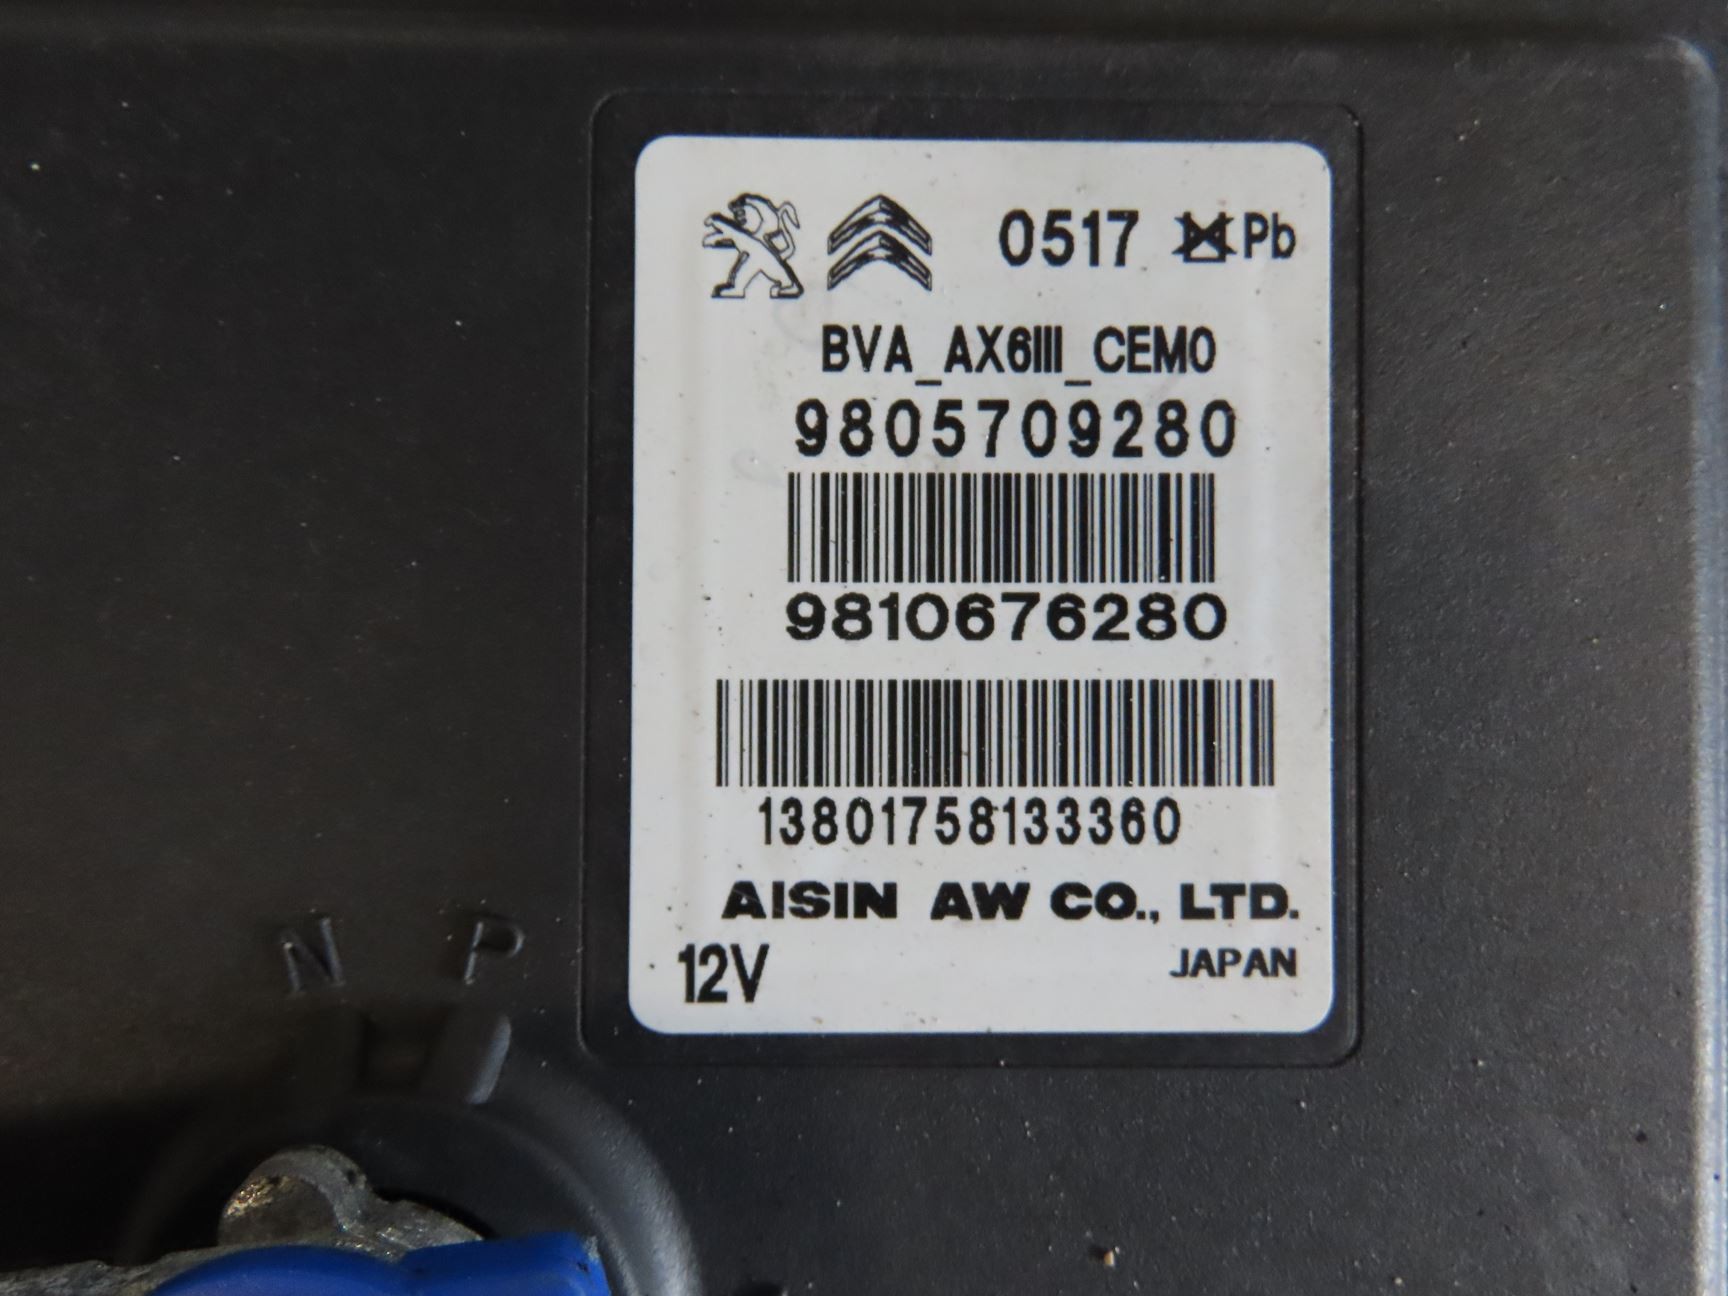 0517 Pb
BVA_AX6III_CEM0
9805709280
9810676280
13801758133360
AISIN AW CO., LTD.
12V JAPAN
N P